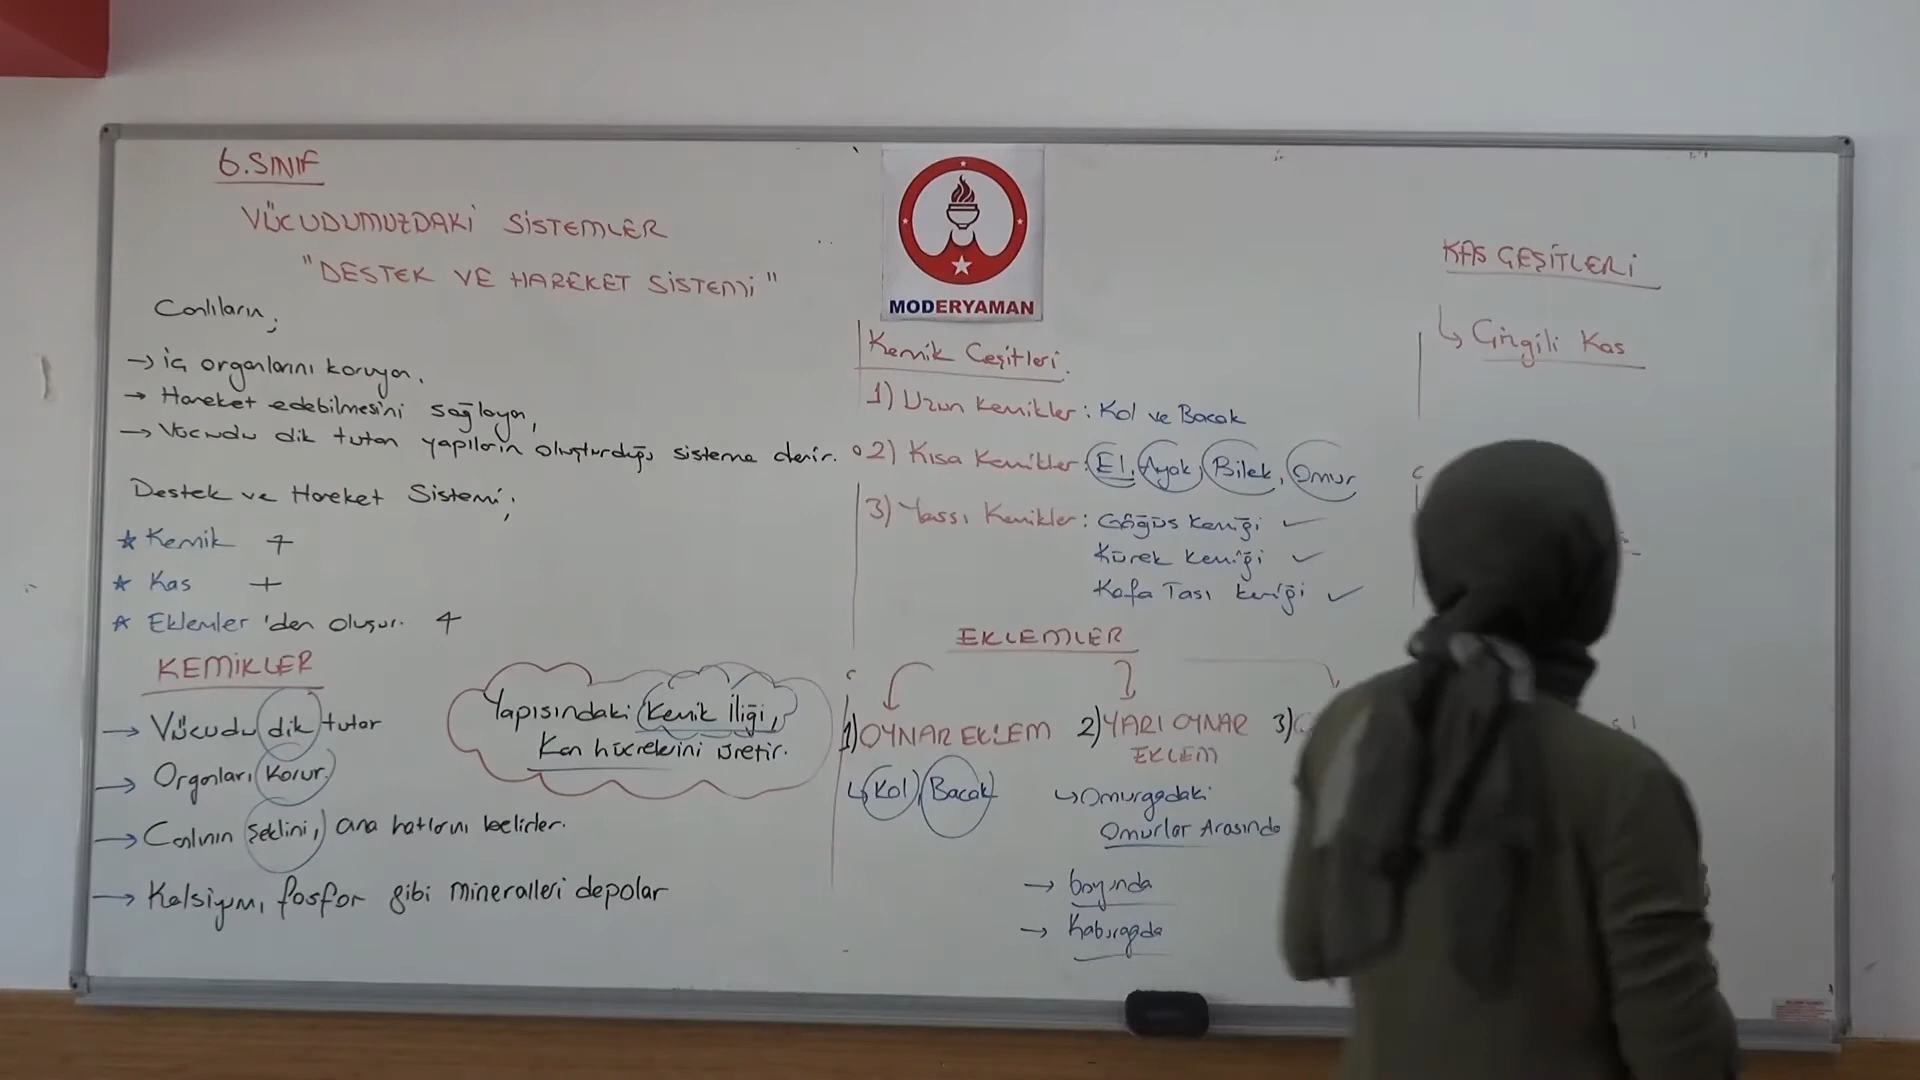 6.SINIF
VÜCUDUMUZDAKİ SİSTEMLER
"DESTEK VE HAREKET SİSTEMİ"
Canlıların;
→ iç organlarını koruyan,
→ Hareket edebilmesini sağlayan,
→ Vücudu dik tutan yapıların oluşturduğu sisteme denir.
Destek ve Hareket Sistemi;
★ Kemik +
★ Kas +
★ Eklemler 'den oluşur. +
KEMİKLER
→ Vücudu dik tutar
→ Organları korur.
→ Canlının şeklini, ana hatlarını belirler.
→ Kalsiyum, fosfor gibi mineralleri depolar
Yapısındaki Kemik İliği,
Kan hücrelerini üretir.
MODERYAMAN
Kemik Çeşitleri.
1) Uzun Kemikler: Kol ve Bacak
2) Kısa Kemikler: El, Ayak, Bilek, Omur
3) Yassı Kemikler: Göğüs kemiği ✓
Kürek kemiği ✓
Kafa Tası kemiği ✓
EKLEMLER
1) OYNAR EKLEM
↳ Kol, Bacak
2) YARI OYNAR
EKLEM
↳ Omurgadaki
Omurlar Arasında
→ boyunda
→ Kaburgada
3)
KAS ÇEŞİTLERİ
↳ Çizgili Kas